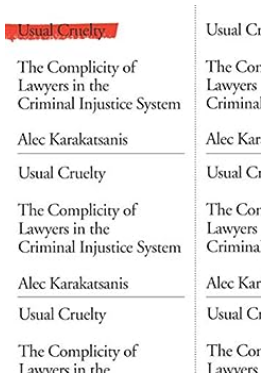 Usual Cruelty
The Complicity of
Lawyers in the
Criminal Injustice System
Alec Karakatsanis
Usual Cruelty
The Complicity of
Lawyers in the
Criminal Injustice System
Alec Karakatsanis
Usual Cruelty
The Complicity of
Lawyers in the
Usual
The
Lawyers
Criminal
Alec
Usual
The
Lawyers
Criminal
Alec
Usual
The
Lawyers